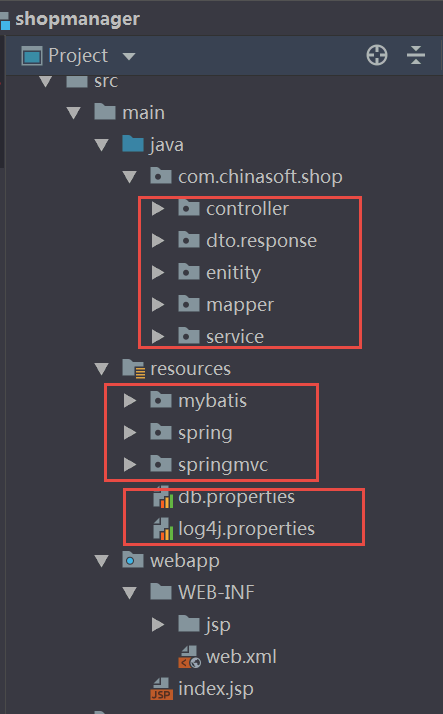 shopmanager
Project
src
main
java
com.chinasoft.shop
controller
dto.response
enitity
mapper
service
resources
mybatis
spring
springmvc
db.properties
log4j.properties
webapp
WEB-INF
jsp
web.xml
JSP index.jsp